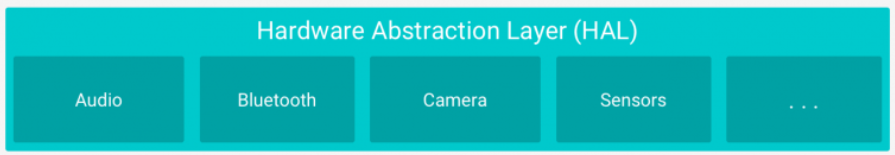 Hardware Abstraction Layer (HAL)
Audio
Bluetooth
Camera
Sensors
. . .